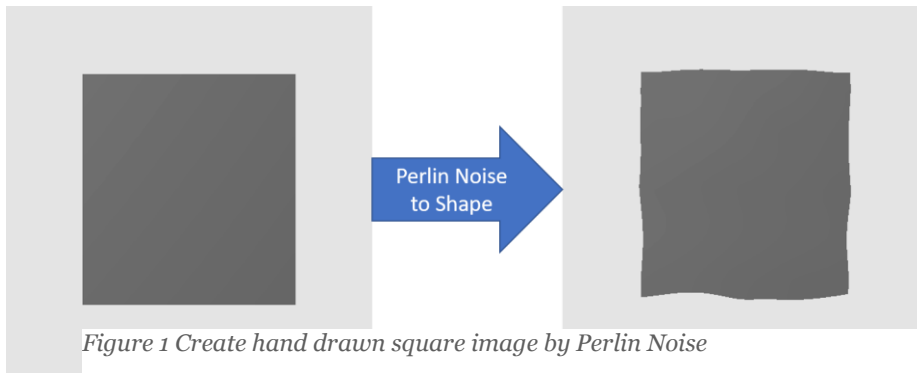 Perlin Noise
to Shape
Figure 1 Create hand drawn square image by Perlin Noise